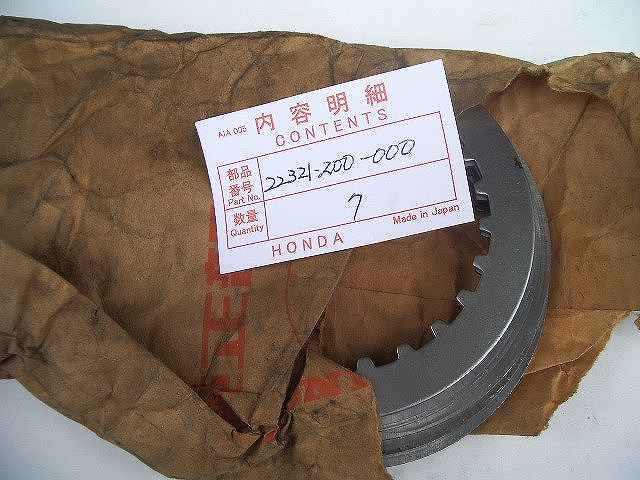 AIA 005
内容明細
CONTENTS
部品番号
Part No.
22321-200-000
数量
Quantity
7
Made in Japan
HONDA